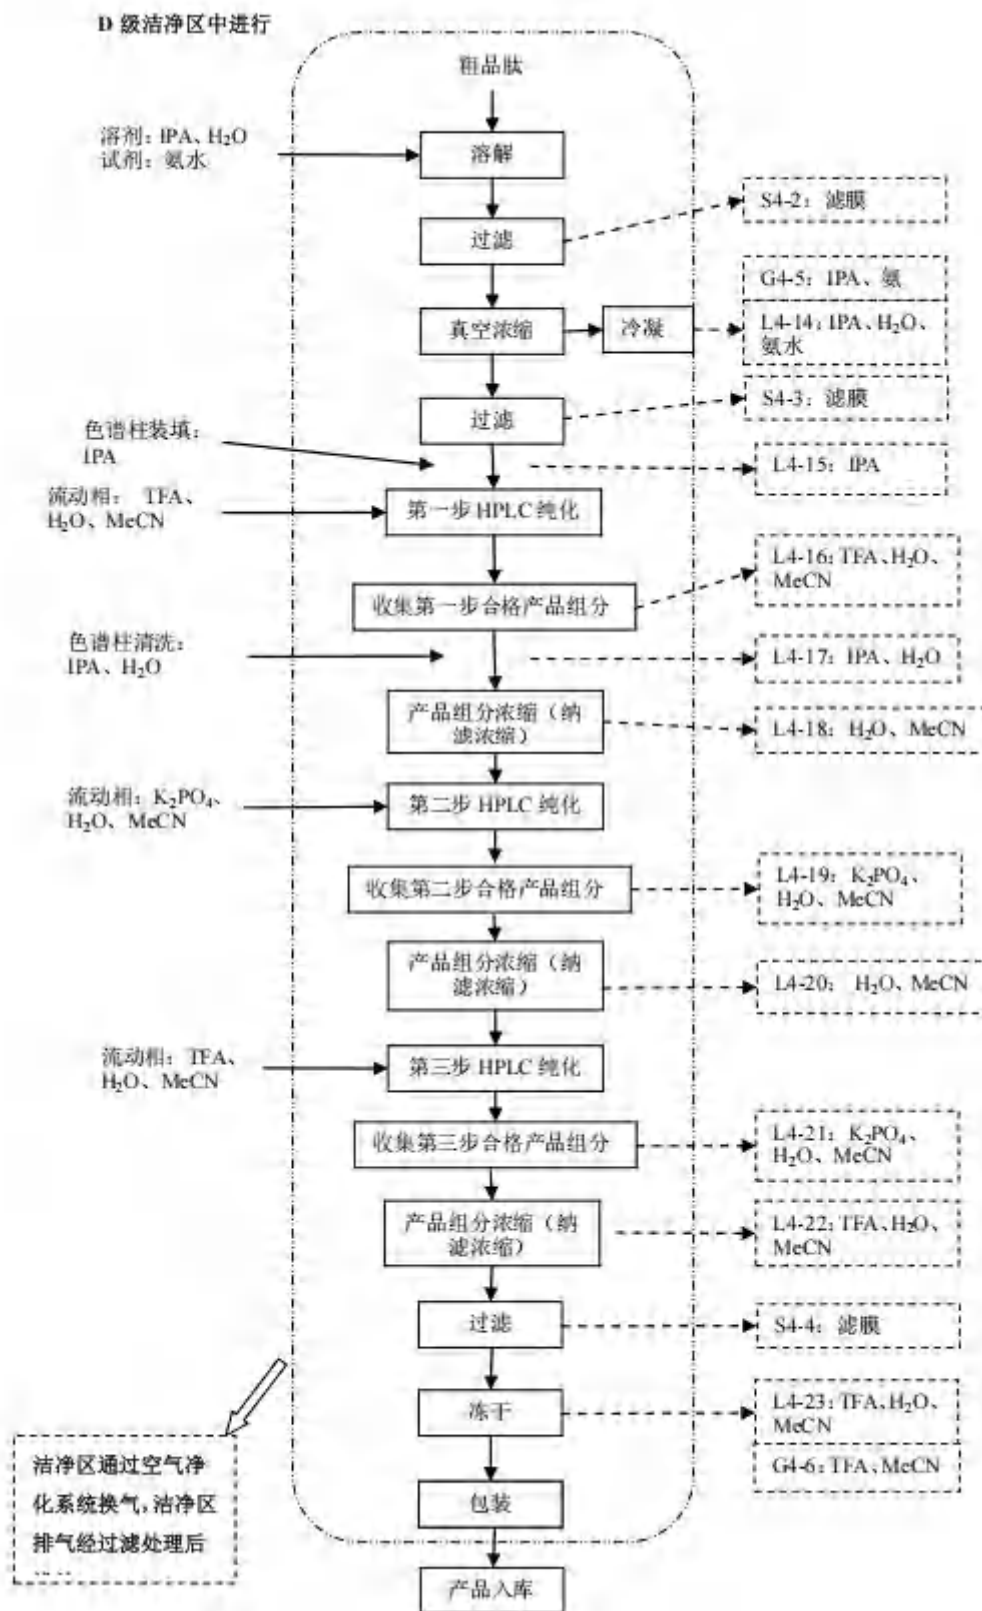 D 级洁净区中进行
粗品肽
溶剂：IPA、H₂O
试剂：氨水
溶解
过滤
S4-2：滤膜
G4-5：IPA、氨
真空浓缩
冷凝
L4-14：IPA、H₂O、
氨水
过滤
S4-3：滤膜
色谱柱装填：
IPA
L4-15：IPA
流动相： TFA、
H₂O、MeCN
第一步 HPLC 纯化
L4-16：TFA、H₂O、
MeCN
收集第一步合格产品组分
色谱柱清洗：
IPA、H₂O
L4-17：IPA、H₂O
产品组分浓缩（纳
滤浓缩）
L4-18：H₂O、MeCN
流动相：K₂PO₄、
H₂O、MeCN
第二步 HPLC 纯化
收集第二步合格产品组分
L4-19：K₂PO₄、
H₂O、MeCN
产品组分浓缩（纳
滤浓缩）
L4-20： H₂O、MeCN
流动相：TFA、
H₂O、MeCN
第三步 HPLC 纯化
收集第三步合格产品组分
L4-21：K₂PO₄、
H₂O、MeCN
产品组分浓缩（纳
滤浓缩）
L4-22：TFA、H₂O、
MeCN
过滤
S4-4：滤膜
冻干
L4-23：TFA、H₂O、
MeCN
G4-6：TFA、MeCN
洁净区通过空气净
化系统换气，洁净区
排气经过滤处理后
包装
产品入库